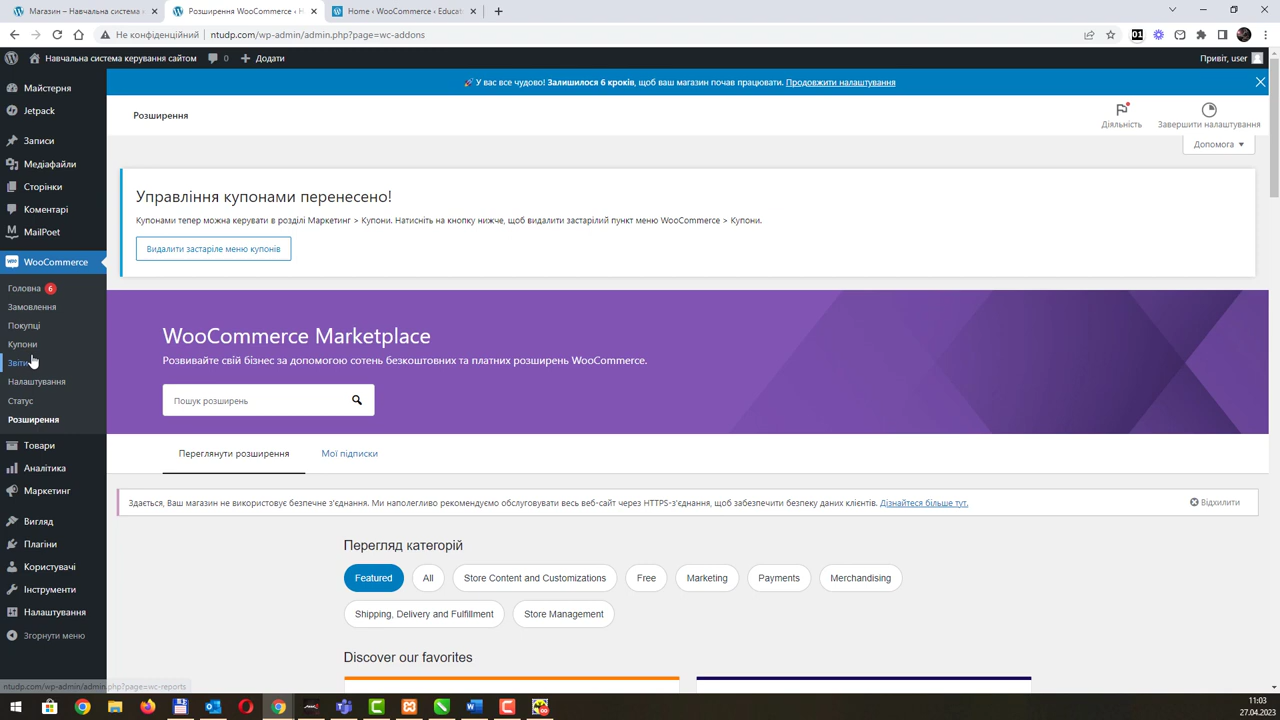 Магазин – Навчальна система к
Розширення WooCommerce ‹ Н
Home ‹ WooCommerce ‹ Educat
Не конфіденційний
ntudp.com/wp-admin/admin.php?page=wc-addons
Навчальна система керування сайтом
0
Додати
Привіт, user
🚀 У вас все чудово! Залишилося 6 кроків, щоб ваш магазин почав працювати. Продовжити налаштування
Майстерня
Jetpack
Записи
Медіафайли
Сторінки
Коментарі
MailPoet
WooCommerce
Головна 6
Замовлення
Покупці
Купони
Звіти
Налаштування
Статус
Розширення
Товари
Аналітика
Маркетинг
Вигляд
Плагіни
Користувачі
Інструменти
Налаштування
Згорнути меню
Розширення
Діяльність
Завершити налаштування
Допомога
Управління купонами перенесено!
Купонами тепер можна керувати в розділі Маркетинг > Купони. Натисніть на кнопку нижче, щоб видалити застарілий пункт меню WooCommerce > Купони.
Видалити застаріле меню купонів
WooCommerce Marketplace
Розвивайте свій бізнес за допомогою сотень безкоштовних та платних розширень WooCommerce.
Пошук розширень
Переглянути розширення
Мої підписки
Здається, Ваш магазин не використовує безпечне з'єднання. Ми наполегливо рекомендуємо обслуговувати весь веб-сайт через HTTPS-з'єднання, щоб забезпечити безпеку даних клієнтів. Дізнайтеся більше тут.
Відхилити
Перегляд категорій
Featured
All
Store Content and Customizations
Free
Marketing
Payments
Merchandising
Shipping, Delivery and Fulfillment
Store Management
Discover our favorites
ntudp.com/wp-admin/admin.php?page=wc-reports
11:03
27.04.2023